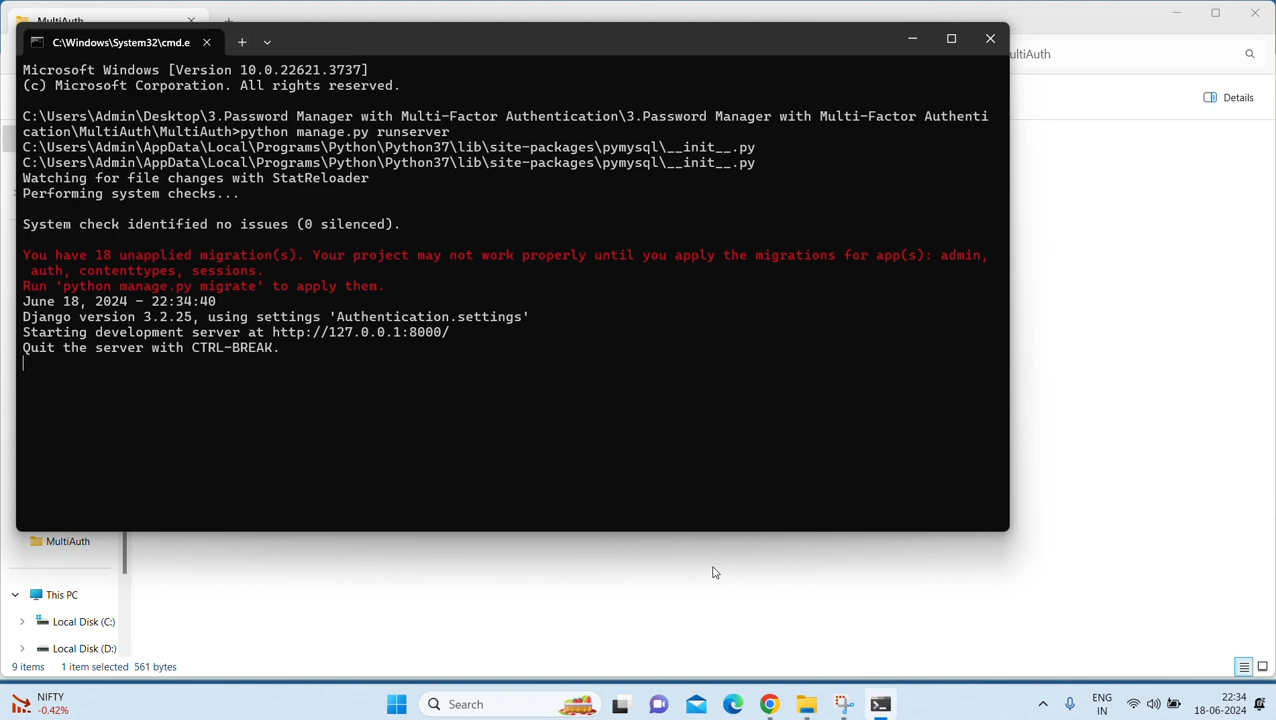 MultiAuth
C:\Windows\System32\cmd.e
ultiAuth
Details
Microsoft Windows [Version 10.0.22621.3737]
(c) Microsoft Corporation. All rights reserved.
C:\Users\Admin\Desktop\3.Password Manager with Multi-Factor Authentication\3.Password Manager with Multi-Factor Authenti
cation\MultiAuth\MultiAuth>python manage.py runserver
C:\Users\Admin\AppData\Local\Programs\Python\Python37\lib\site-packages\pymysql\__init__.py
C:\Users\Admin\AppData\Local\Programs\Python\Python37\lib\site-packages\pymysql\__init__.py
Watching for file changes with StatReloader
Performing system checks...
System check identified no issues (0 silenced).
You have 18 unapplied migration(s). Your project may not work properly until you apply the migrations for app(s): admin,
auth, contenttypes, sessions.
Run 'python manage.py migrate' to apply them.
June 18, 2024 - 22:34:40
Django version 3.2.25, using settings 'Authentication.settings'
Starting development server at http://127.0.0.1:8000/
Quit the server with CTRL-BREAK.
MultiAuth
This PC
Local Disk (C:)
Local Disk (D:)
9 items 1 item selected 561 bytes
NIFTY
-0.42%
Search
ENG
IN
22:34
18-06-2024